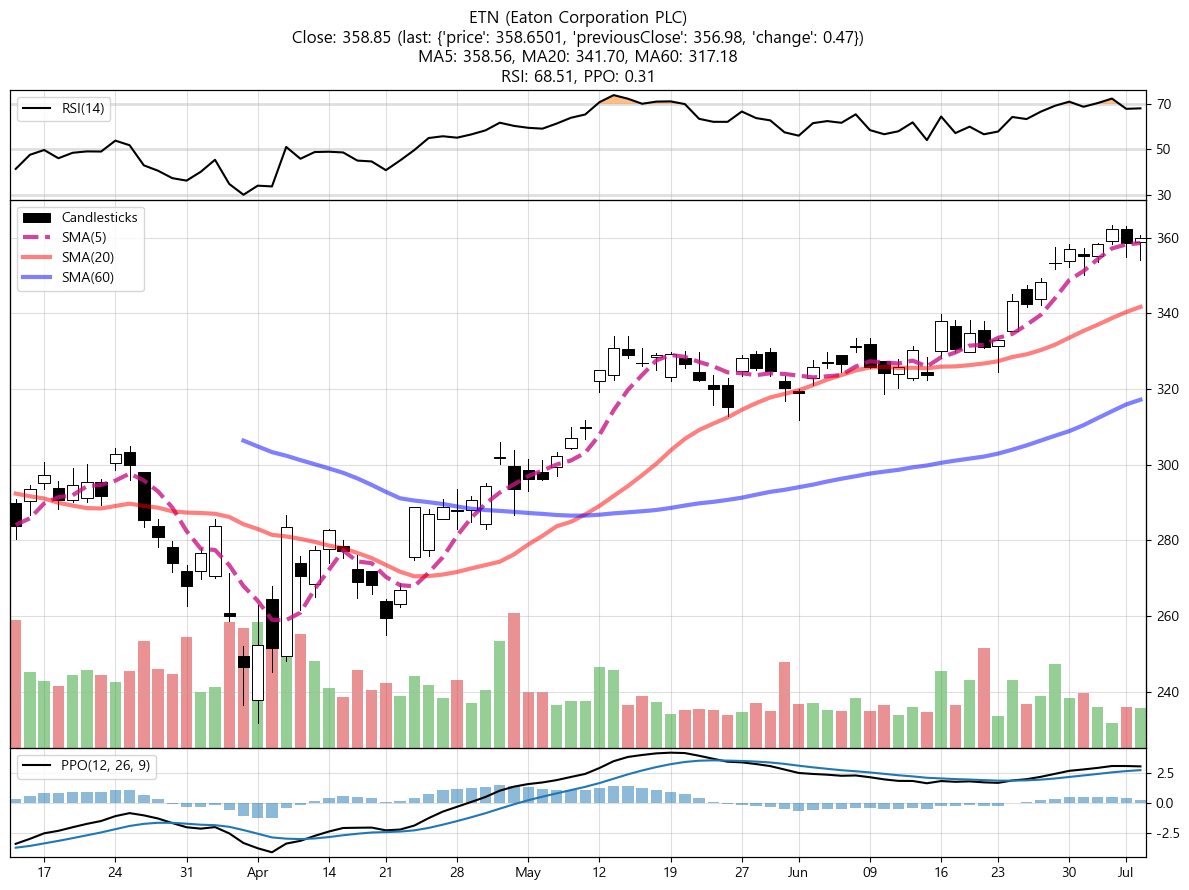 ETN (Eaton Corporation PLC)
Close: 358.85 (last: {'price': 358.6501, 'previousClose': 356.98, 'change': 0.47})
MA5: 358.56, MA20: 341.70, MA60: 317.18
RSI: 68.51, PPO: 0.31
RSI(14)
70
50
30
Candlesticks
SMA(5)
SMA(20)
SMA(60)
360
340
320
300
280
260
240
PPO(12, 26, 9)
2.5
0.0
−2.5
17 24 31 Apr 14 21 28 May 12 19 27 Jun 09 16 23 30 Jul